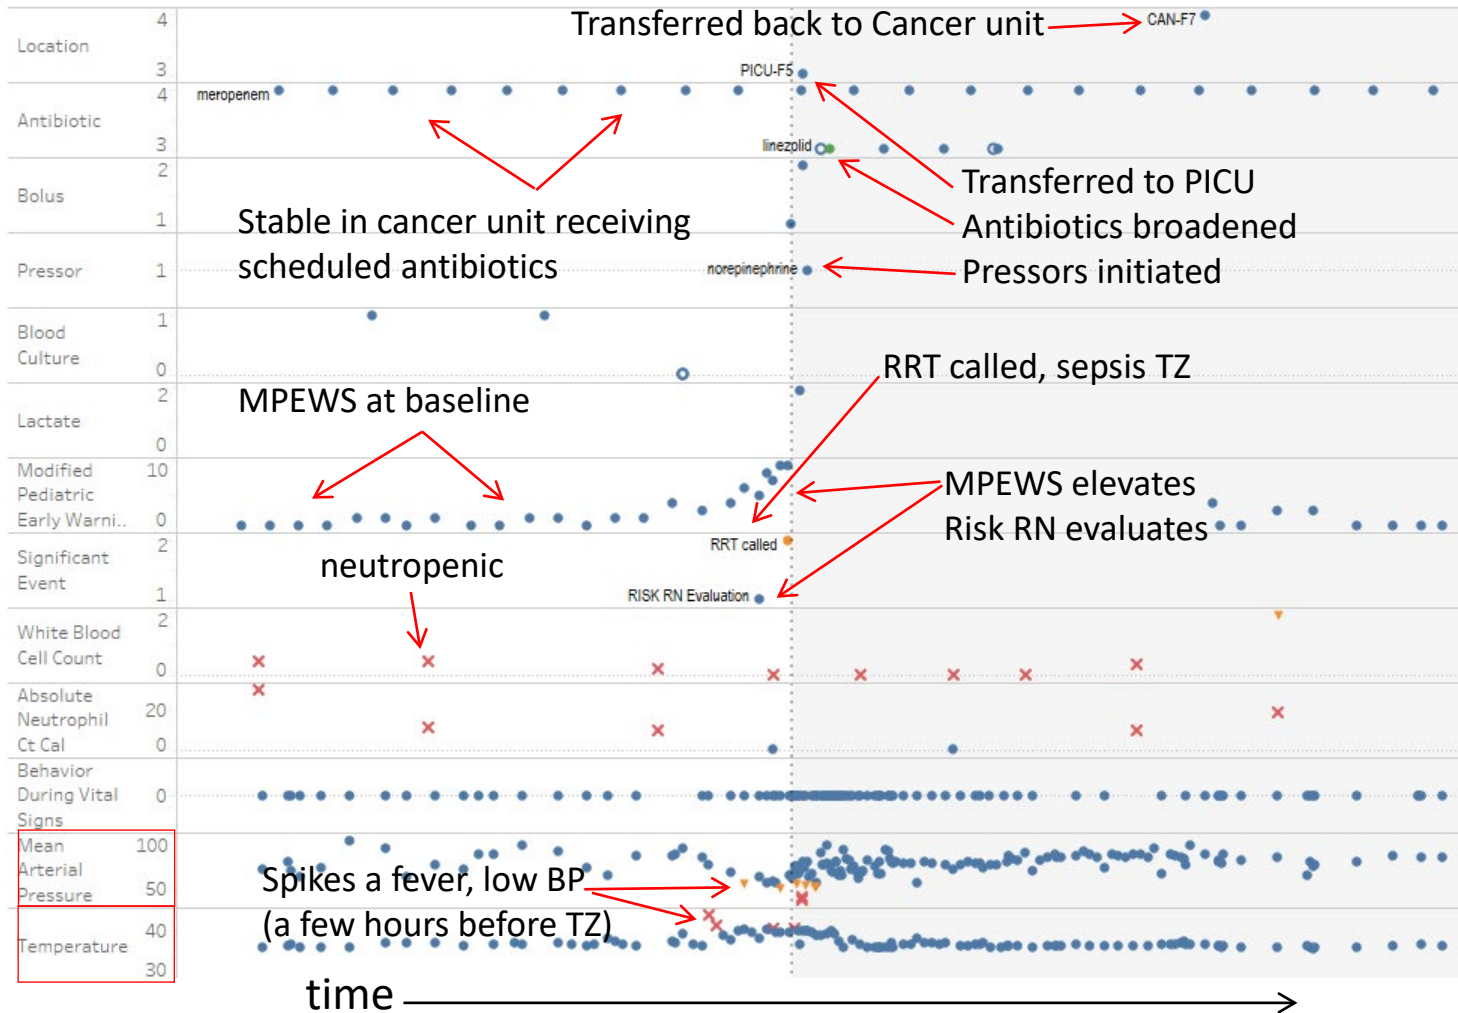 Transferred back to Cancer unit
CAN-F7
Location
4
3
PICU-F5
Antibiotic
4
3
meropenem
linezolid
Bolus
2
1
Transferred to PICU
Antibiotics broadened
Pressors initiated
Stable in cancer unit receiving
scheduled antibiotics
Pressor
1
norepinephrine
Blood
Culture
1
0
RRT called, sepsis TZ
MPEWS at baseline
Lactate
2
0
Modified
Pediatric
Early Warni..
10
0
MPEWS elevates
Risk RN evaluates
Significant
Event
2
1
RRT called
RISK RN Evaluation
neutropenic
White Blood
Cell Count
2
0
Absolute
Neutrophil
Ct Cal
20
0
Behavior
During Vital
Signs
0
Mean
Arterial
Pressure
100
50
Spikes a fever, low BP
(a few hours before TZ)
Temperature
40
30
time